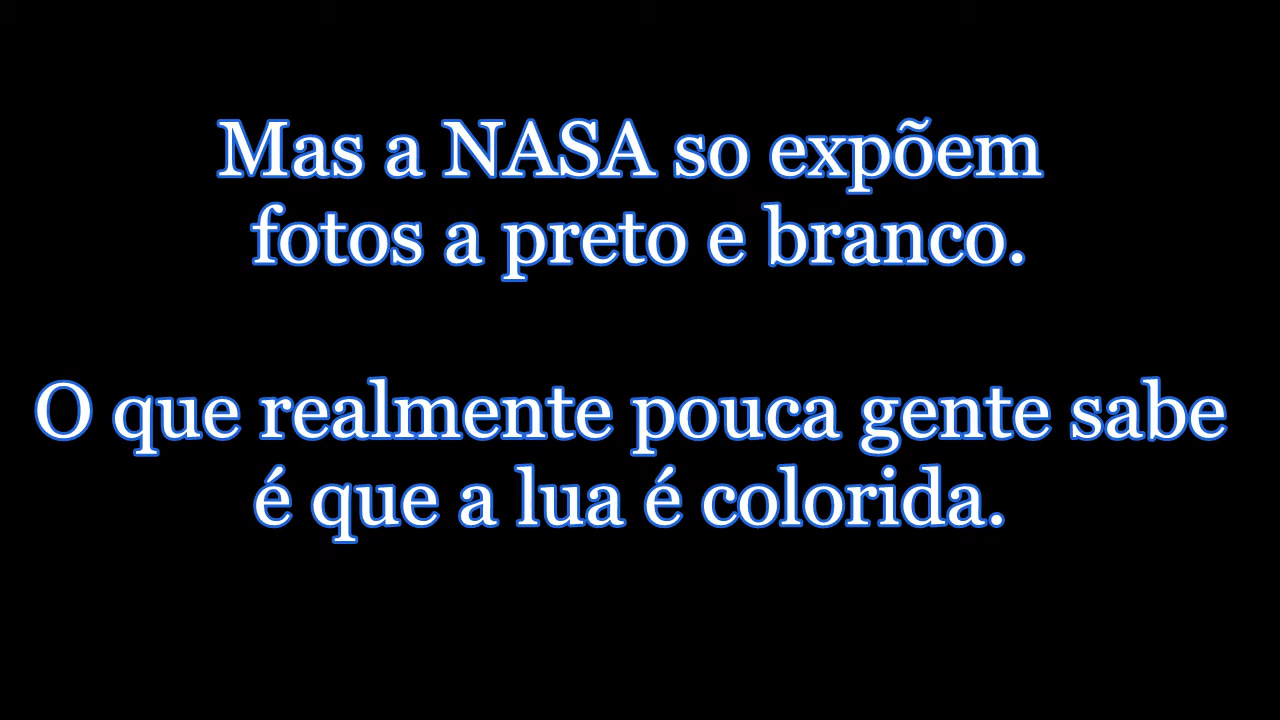 Mas a NASA so expõem
fotos a preto e branco.
O que realmente pouca gente sabe
é que a lua é colorida.